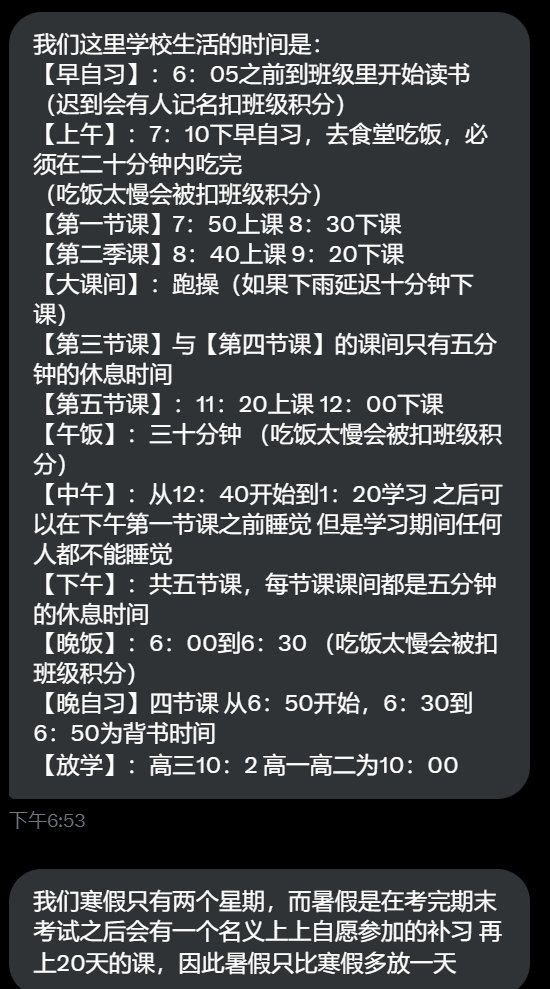 我们这里学校生活的时间是：
【早自习】：6：05之前到班级里开始读书
（迟到会有人记名扣班级积分）
【上午】：7：10下早自习，去食堂吃饭，必
须在二十分钟内吃完
（吃饭太慢会被扣班级积分）
【第一节课】7：50上课 8：30下课
【第二季课】8：40上课 9：20下课
【大课间】：跑操（如果下雨延迟十分钟下
课）
【第三节课】与【第四节课】的课间只有五分
钟的休息时间
【第五节课】：11：20上课 12：00下课
【午饭】：三十分钟 （吃饭太慢会被扣班级积
分）
【中午】：从12：40开始到1：20学习 之后可
以在下午第一节课之前睡觉 但是学习期间任何
人都不能睡觉
【下午】：共五节课，每节课课间都是五分钟
的休息时间
【晚饭】：6：00到6：30 （吃饭太慢会被扣
班级积分）
【晚自习】四节课 从6：50开始，6：30到
6：50为背书时间
【放学】：高三10：2 高一高二为10：00
下午6:53
我们寒假只有两个星期，而暑假是在考完期末
考试之后会有一个名义上上自愿参加的补习 再
上20天的课，因此暑假只比寒假多放一天